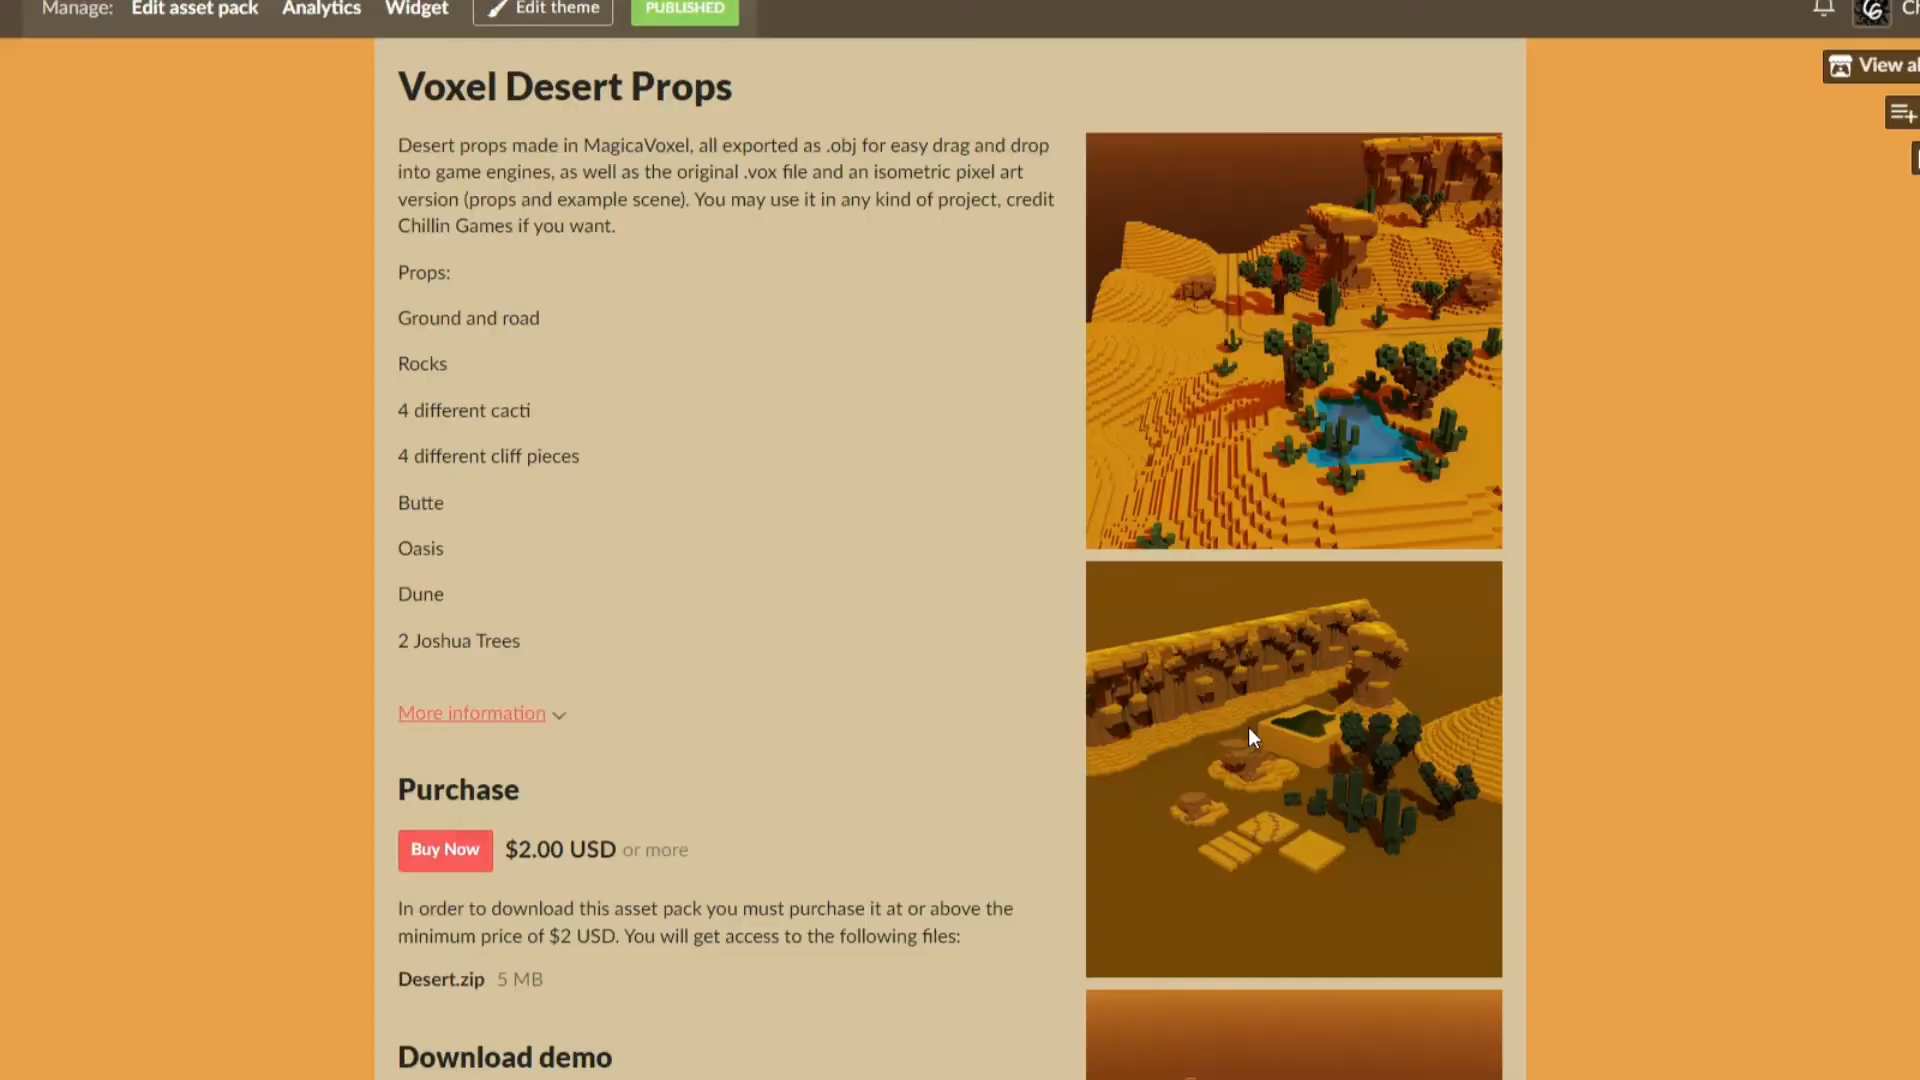 Manage: Edit asset pack Analytics Widget Edit theme PUBLISHED
View al
Voxel Desert Props
Desert props made in MagicaVoxel, all exported as .obj for easy drag and drop
into game engines, as well as the original .vox file and an isometric pixel art
version (props and example scene). You may use it in any kind of project, credit
Chillin Games if you want.
Props:
Ground and road
Rocks
4 different cacti
4 different cliff pieces
Butte
Oasis
Dune
2 Joshua Trees
More information
Purchase
Buy Now $2.00 USD or more
In order to download this asset pack you must purchase it at or above the
minimum price of $2 USD. You will get access to the following files:
Desert.zip 5 MB
Download demo